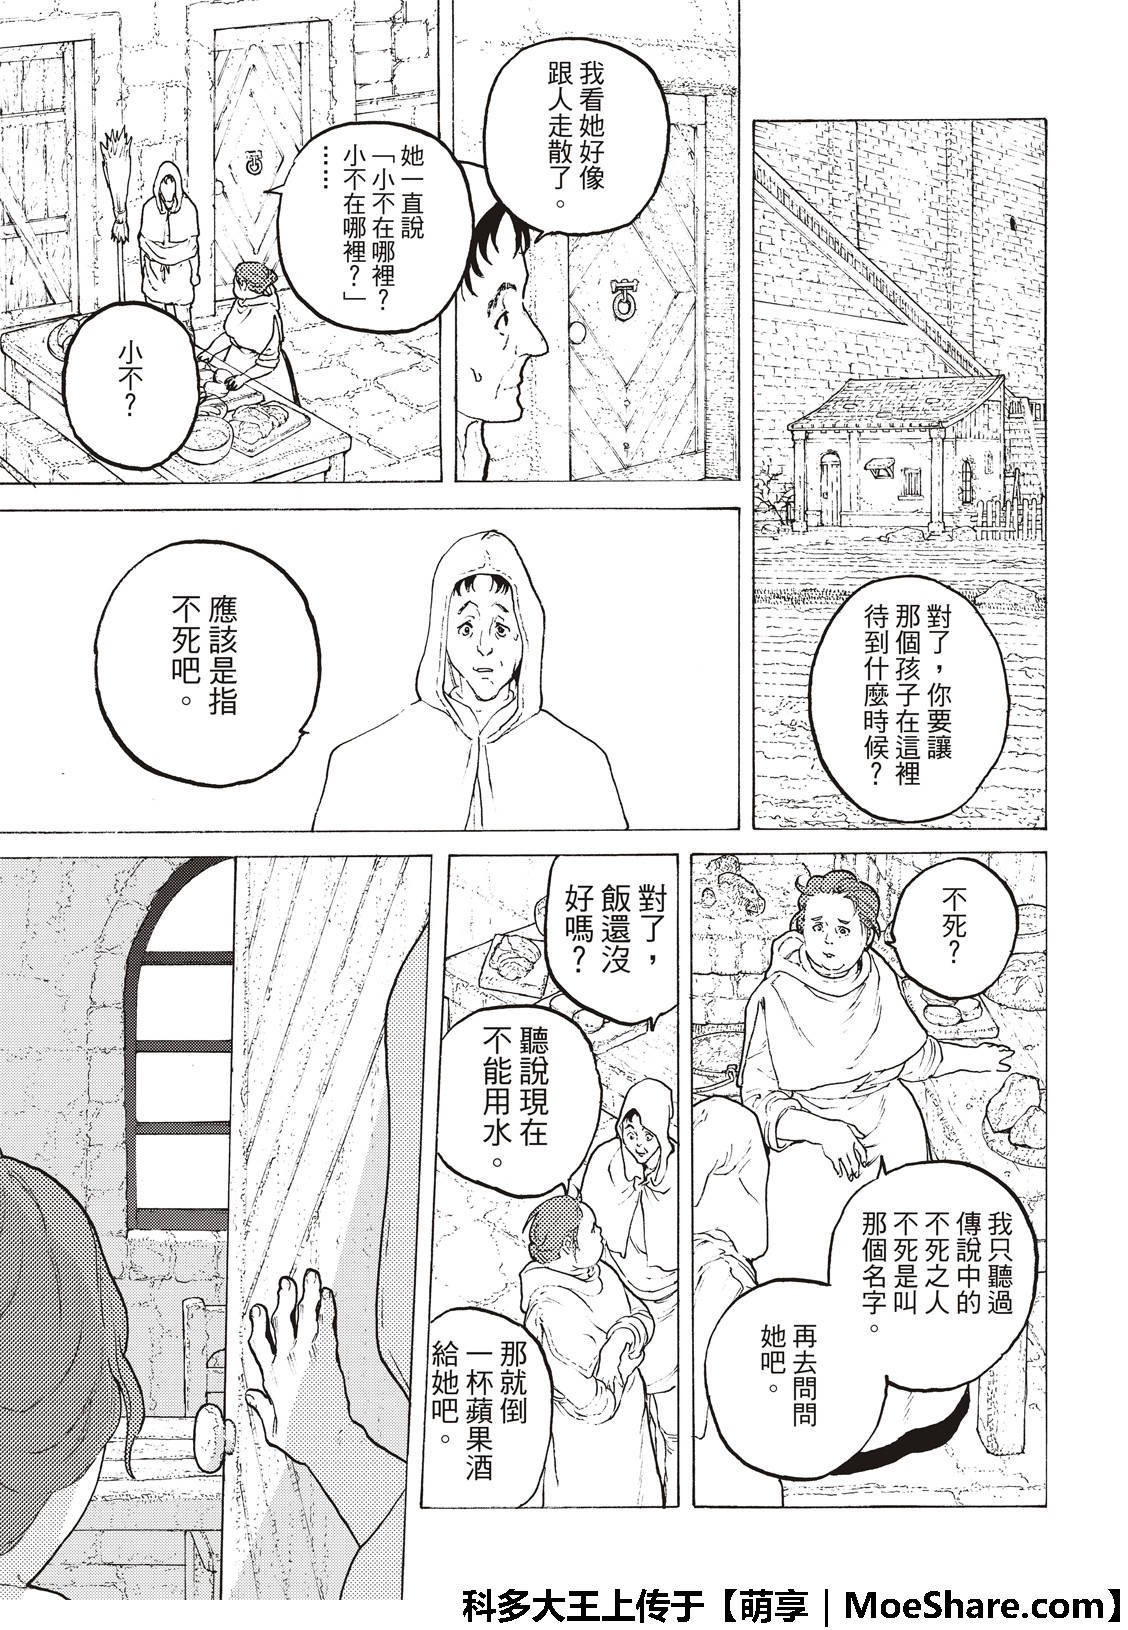 對了，你要讓
那個孩子在這裡
待到什麼時候？
我看她好像
跟人走散了。
她一直說
「小不在哪裡？
小不在哪裡？」
……
小不？
應該是指
不死吧。
不死？
我只聽過
傳說中的
不死之人
不死是叫
那個名字。
再去問問
她吧。
對了，
飯還沒
好嗎？
聽說現在
不能用水。
那就倒
一杯蘋果酒
給她吧。
科多大王上传于【萌享｜MoeShare.com】